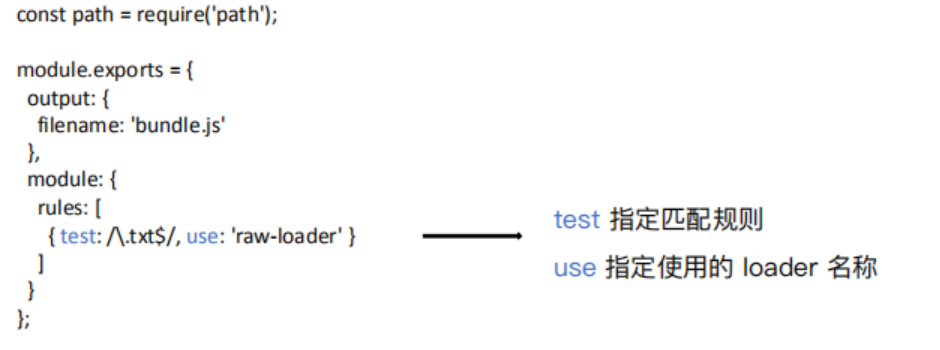 const path = require('path');

module.exports = {
  output: {
    filename: 'bundle.js'
  },
  module: {
    rules: [
      { test: /\.txt$/, use: 'raw-loader' }
    ]
  }
};
test 指定匹配规则
use 指定使用的 loader 名称